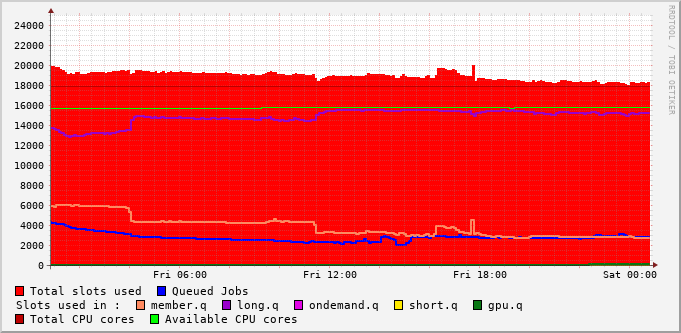 RRDTOOL / TOBI OETIKER
24000
22000
20000
18000
16000
14000
12000
10000
8000
6000
4000
2000
0
Fri 06:00 Fri 12:00 Fri 18:00 Sat 00:00
Total slots used Queued Jobs
Slots used in : member.q long.q ondemand.q short.q gpu.q
Total CPU cores Available CPU cores